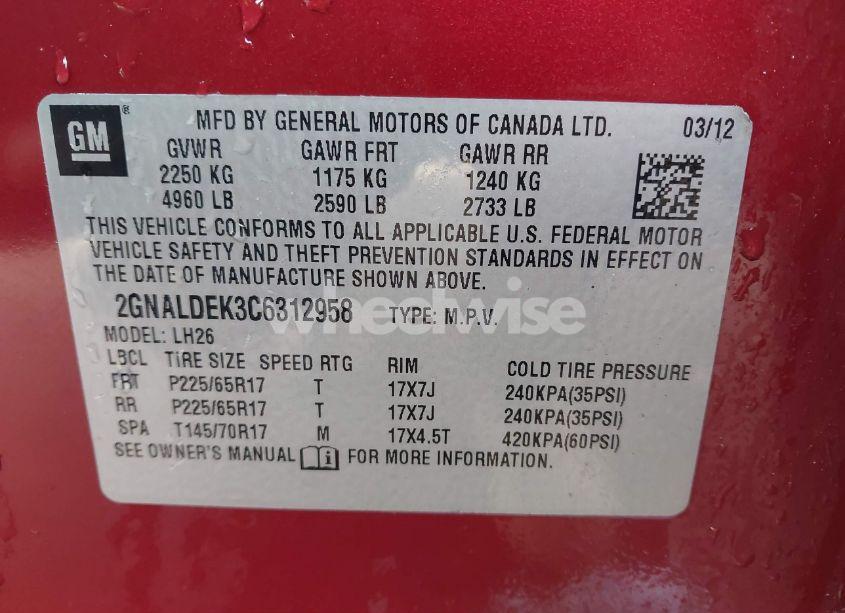 GM ®
MFD BY GENERAL MOTORS OF CANADA LTD. 03/12
GVWR GAWR FRT GAWR RR
2250 KG 1175 KG 1240 KG
4960 LB 2590 LB 2733 LB
THIS VEHICLE CONFORMS TO ALL APPLICABLE U.S. FEDERAL MOTOR
VEHICLE SAFETY AND THEFT PREVENTION STANDARDS IN EFFECT ON
THE DATE OF MANUFACTURE SHOWN ABOVE.
2GNALDEK3C6312958 TYPE: M.P.V.
wheelwise
MODEL: LH26
LBCL TIRE SIZE SPEED RTG RIM COLD TIRE PRESSURE
FRT P225/65R17 T 17X7J 240KPA(35PSI)
RR P225/65R17 T 17X7J 240KPA(35PSI)
SPA T145/70R17 M 17X4.5T 420KPA(60PSI)
SEE OWNER'S MANUAL FOR MORE INFORMATION.